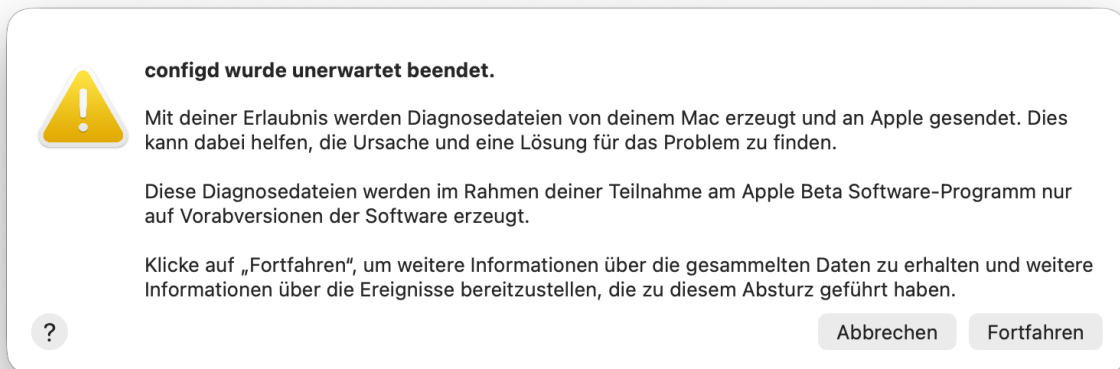 configd wurde unerwartet beendet.
Mit deiner Erlaubnis werden Diagnosedateien von deinem Mac erzeugt und an Apple gesendet. Dies
kann dabei helfen, die Ursache und eine Lösung für das Problem zu finden.
Diese Diagnosedateien werden im Rahmen deiner Teilnahme am Apple Beta Software-Programm nur
auf Vorabversionen der Software erzeugt.
Klicke auf „Fortfahren“, um weitere Informationen über die gesammelten Daten zu erhalten und weitere
Informationen über die Ereignisse bereitzustellen, die zu diesem Absturz geführt haben.
? Abbrechen Fortfahren